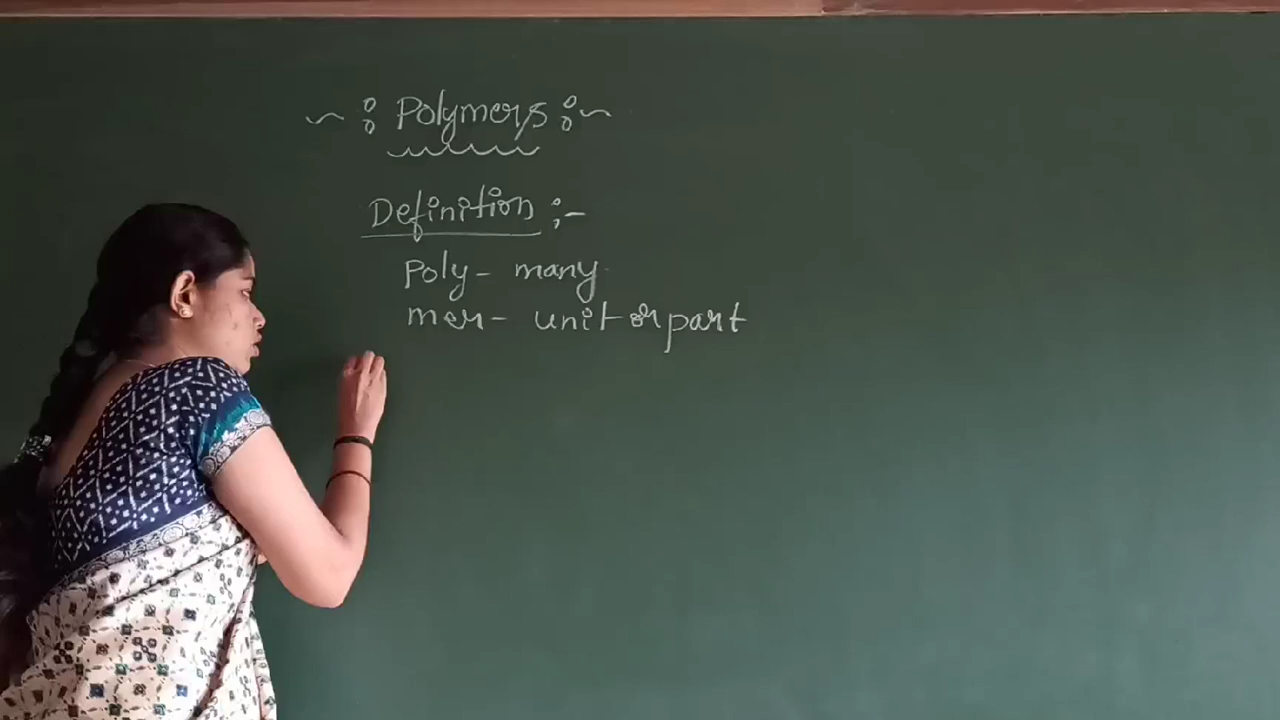 ~ : Polymers : ~
Definition :-
Poly - many
mer - unit or part